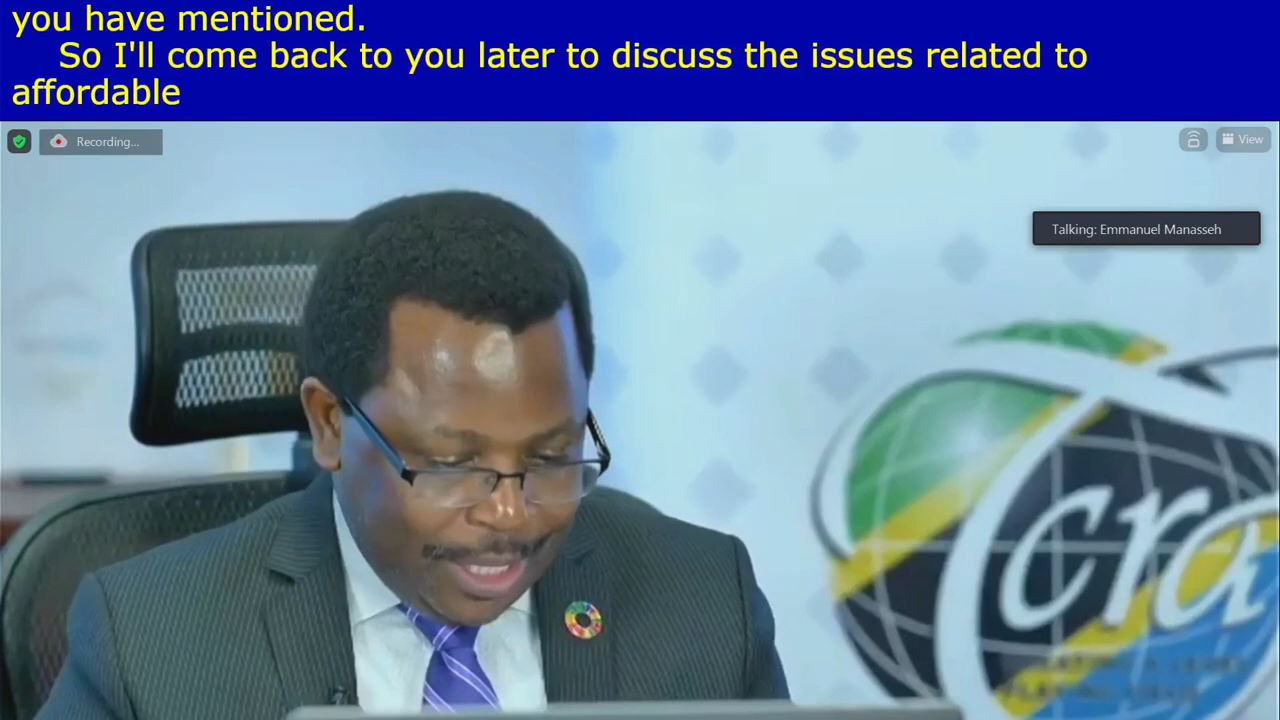 you have mentioned.
So I'll come back to you later to discuss the issues related to
affordable
Recording...
View
Talking: Emmanuel Manasseh
Tcra